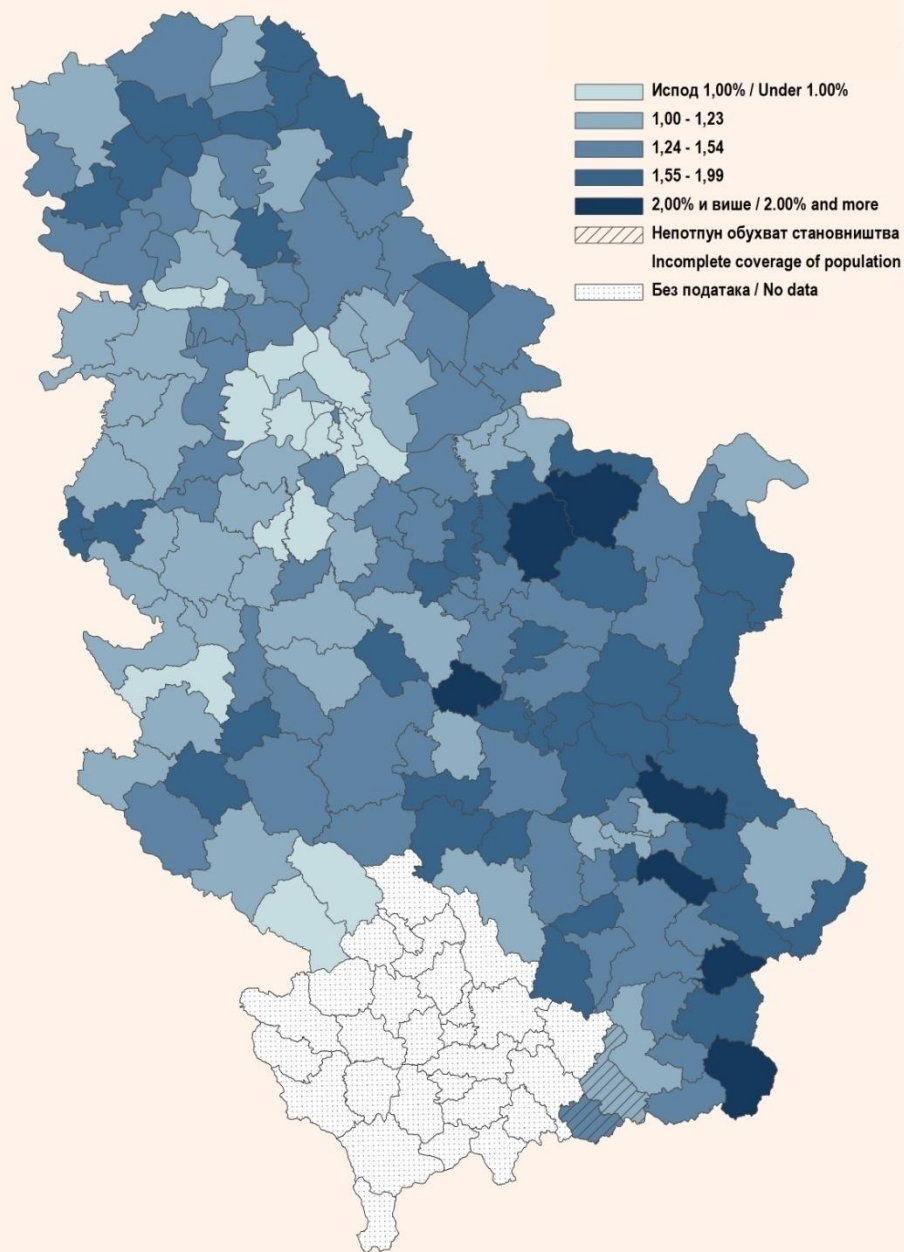 Испод 1,00% / Under 1.00%
1,00 - 1,23
1,24 - 1,54
1,55 - 1,99
2,00% и више / 2.00% and more
Непотпун обухват становништва
Incomplete coverage of population
Без података / No data